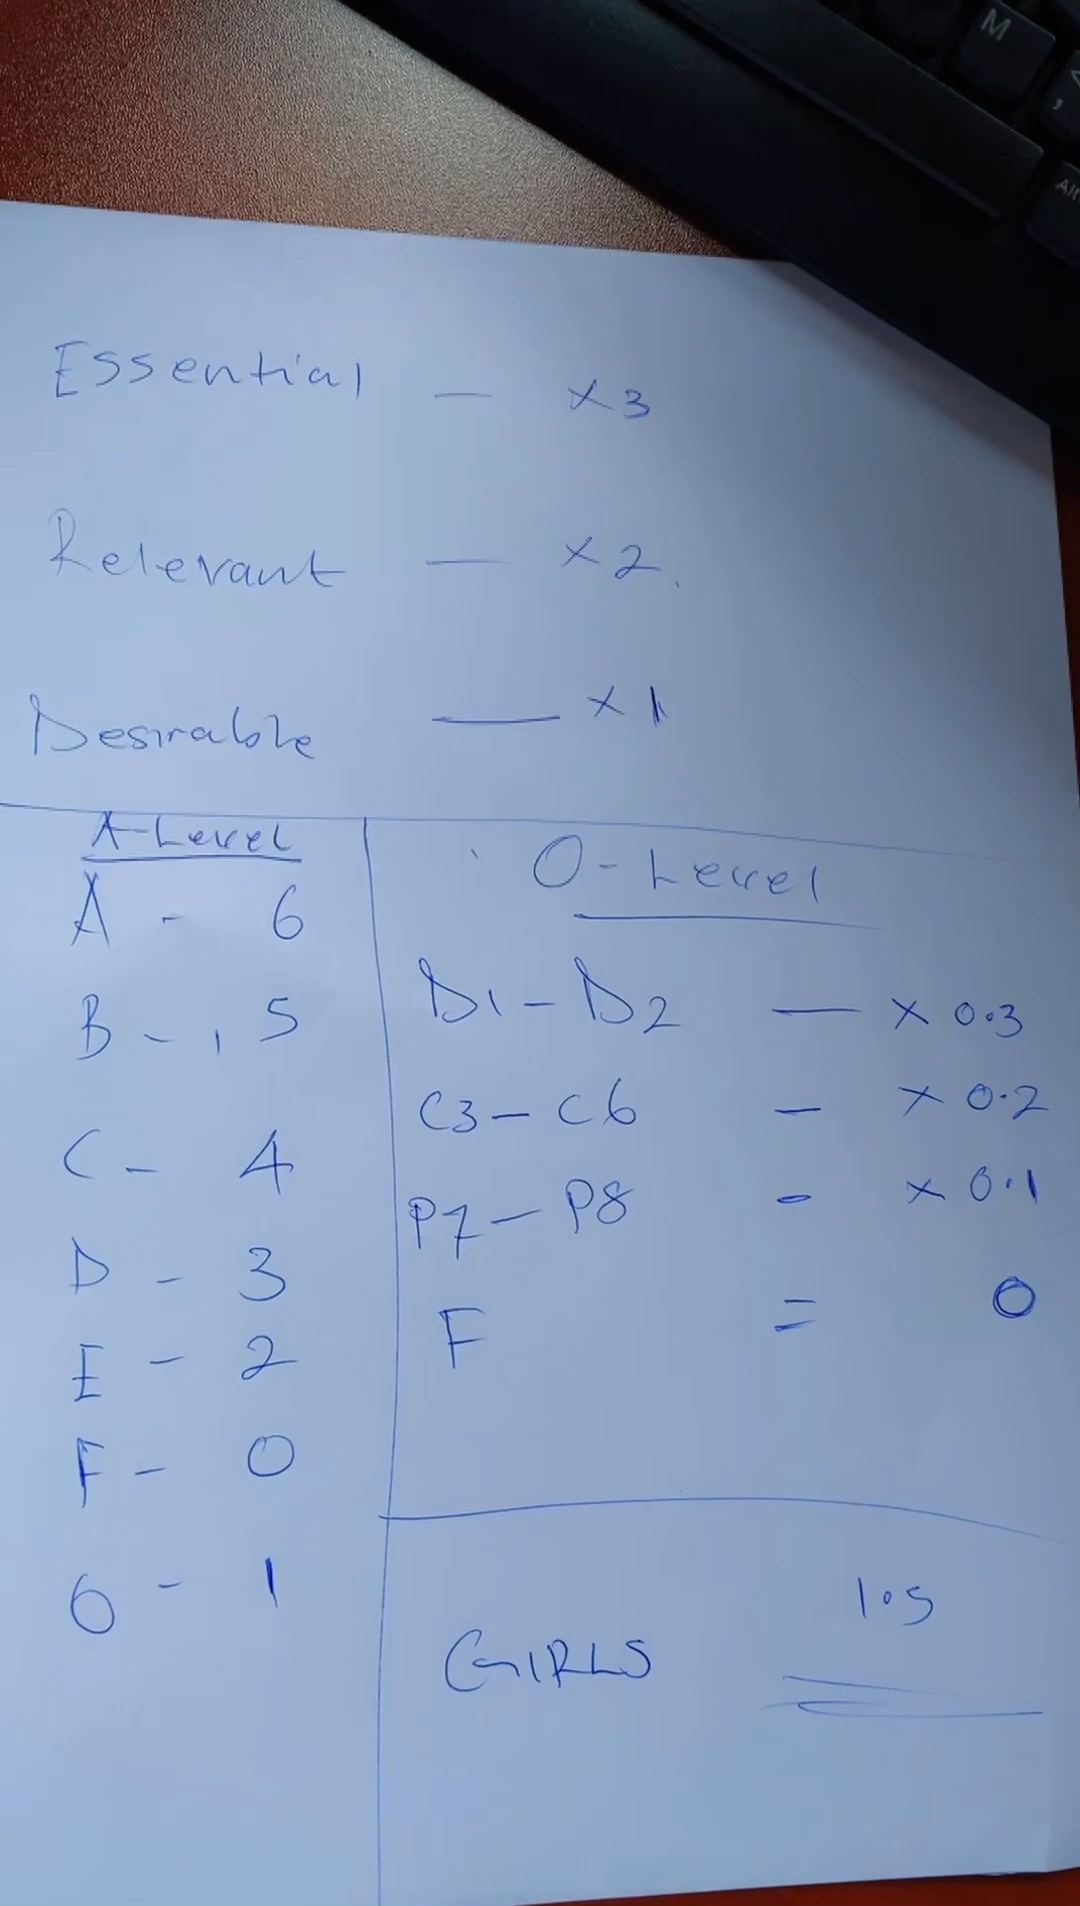 Essential — x3
Relevant — x2.
Desirable — x1
A-Level
A - 6
B - 5
C - 4
D - 3
E - 2
F - 0
O - 1
O-Level
D1 - D2 — x 0.3
C3 - C6 - x 0.2
P7 - P8 - x 0.1
F = 0
GIRLS 1.5
M
Alt